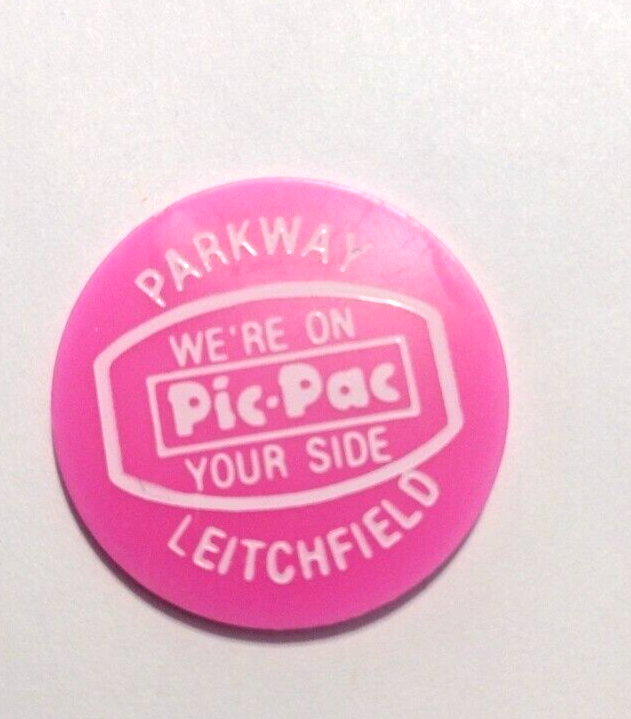 PARKWAY
WE'RE ON
Pic-Pac
YOUR SIDE
LEITCHFIELD